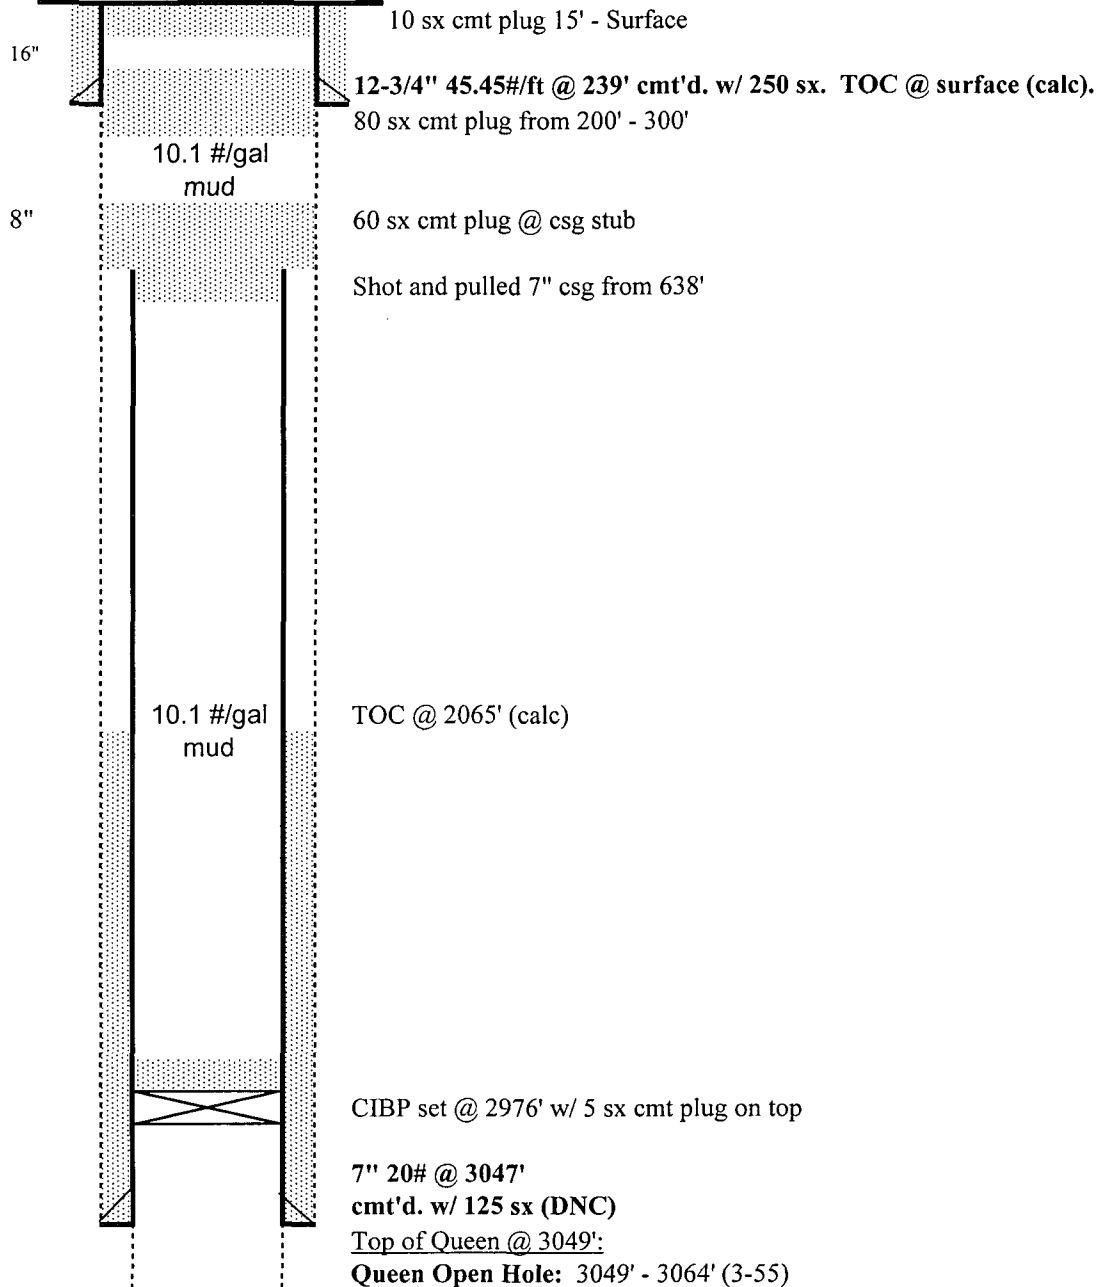 10 sx cmt plug 15' - Surface
16"
12-3/4" 45.45#/ft @ 239' cmt'd. w/ 250 sx.  TOC @ surface (calc).
80 sx cmt plug from 200' - 300'
10.1 #/gal
mud
8"
60 sx cmt plug @ csg stub
Shot and pulled 7" csg from 638'
10.1 #/gal
mud
TOC @ 2065' (calc)
CIBP set @ 2976' w/ 5 sx cmt plug on top
7" 20# @ 3047'
cmt'd. w/ 125 sx (DNC)
Top of Queen @ 3049':
Queen Open Hole:  3049' - 3064' (3-55)